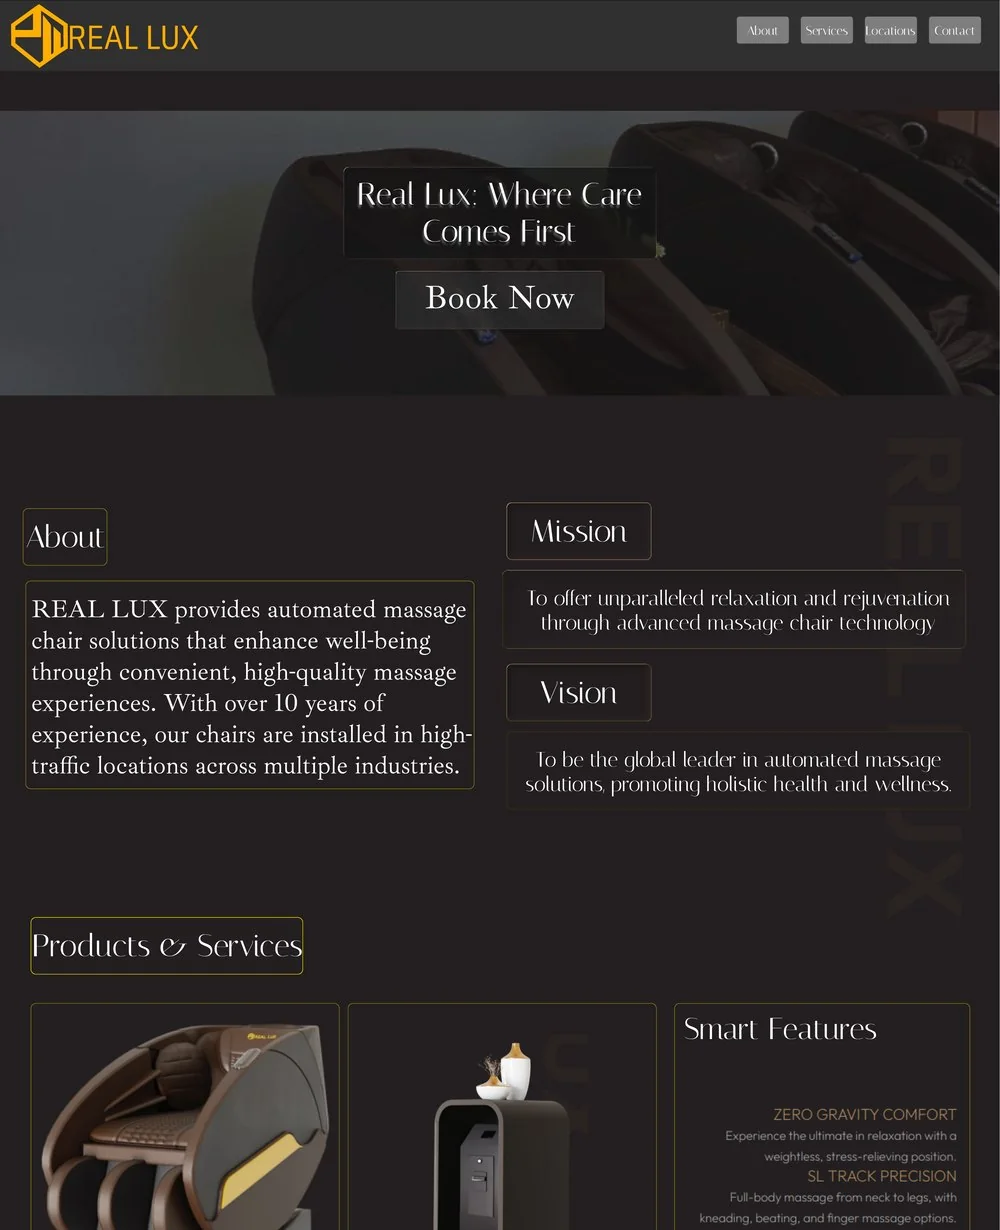 REAL LUX
About
Services
Locations
Contact
Real Lux: Where Care
Comes First
Book Now
About
REAL LUX provides automated massage
chair solutions that enhance well-being
through convenient, high-quality massage
experiences. With over 10 years of
experience, our chairs are installed in high-
traffic locations across multiple industries.
Mission
To offer unparalleled relaxation and rejuvenation
through advanced massage chair technology
Vision
To be the global leader in automated massage
solutions, promoting holistic health and wellness.
REAL LUX
Products & Services
REAL LUX
Smart Features
ZERO GRAVITY COMFORT
Experience the ultimate in relaxation with a
weightless, stress-relieving position.
SL TRACK PRECISION
Full-body massage from neck to legs, with
kneading, beating, and finger massage options.